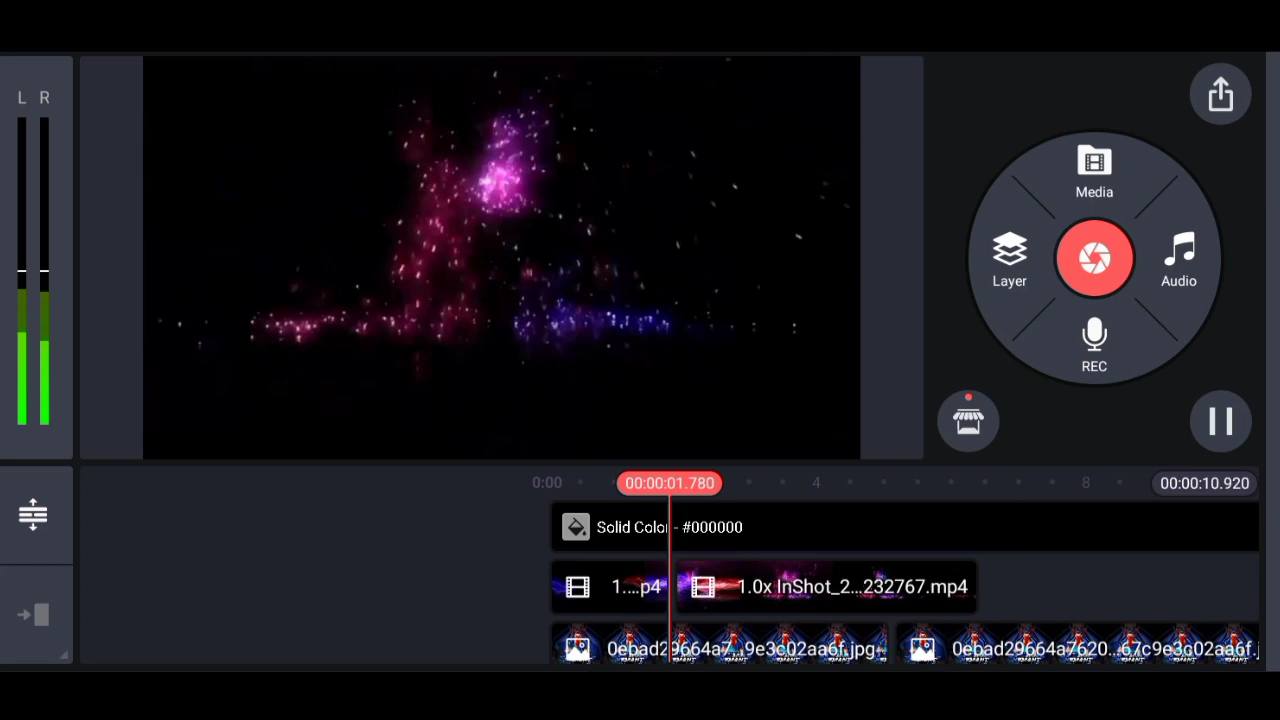 L R
Media
Layer
Audio
REC
0:00
00:00:01.780
4
8
00:00:10.920
Solid Color - #000000
1....p4
1.0x InShot_2...232767.mp4
0ebad29664a7...9e3c02aa6f.jpg
0ebad29664a7620...67c9e3c02aa6f.j